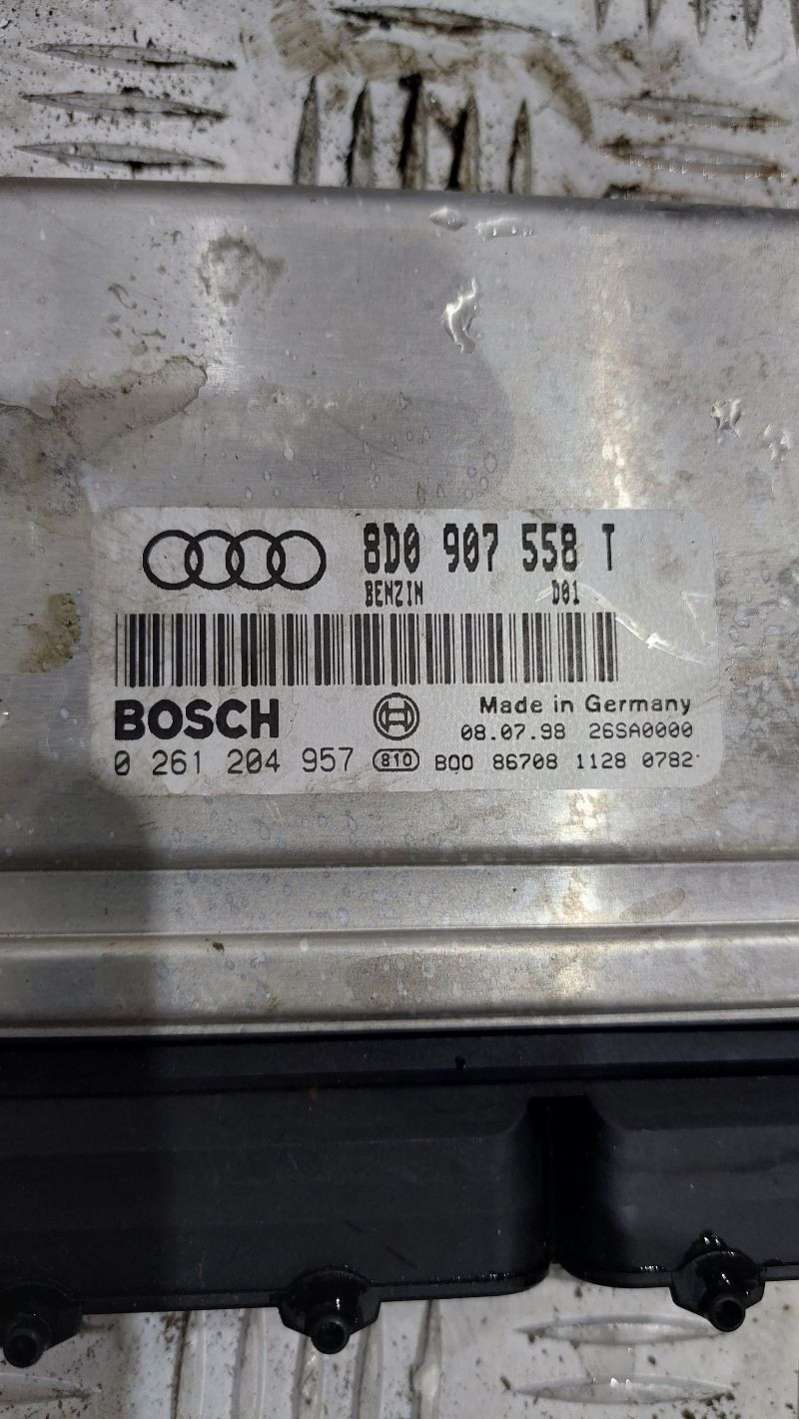 8D0 907 558 T
BENZIN D01
BOSCH
Made in Germany
08.07.98 26SA0000
0 261 204 957 810 BQO 86708 1128 0782